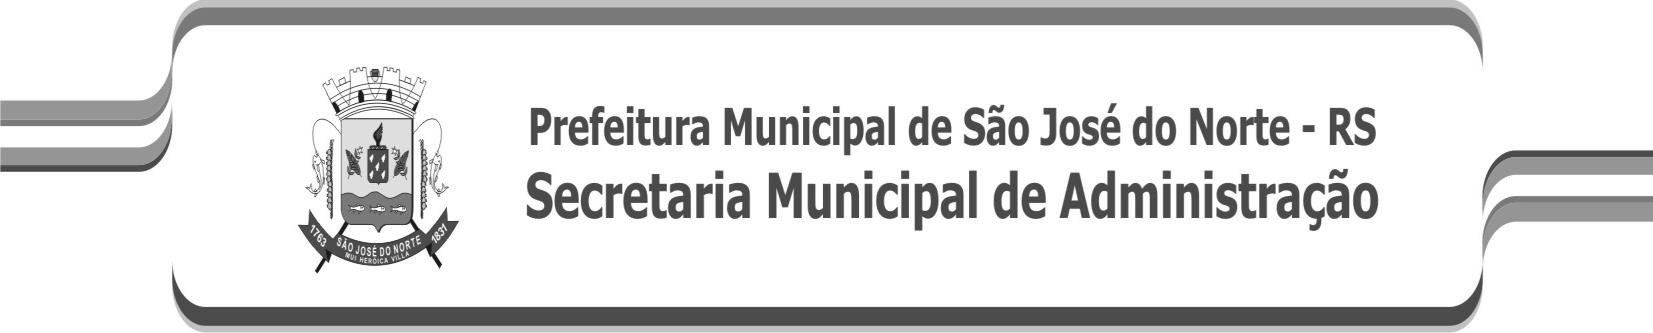 Prefeitura Municipal de São José do Norte - RS
Secretaria Municipal de Administração
1763 SÃO JOSÉ DO NORTE 1831
MUI HEROICA VILLA